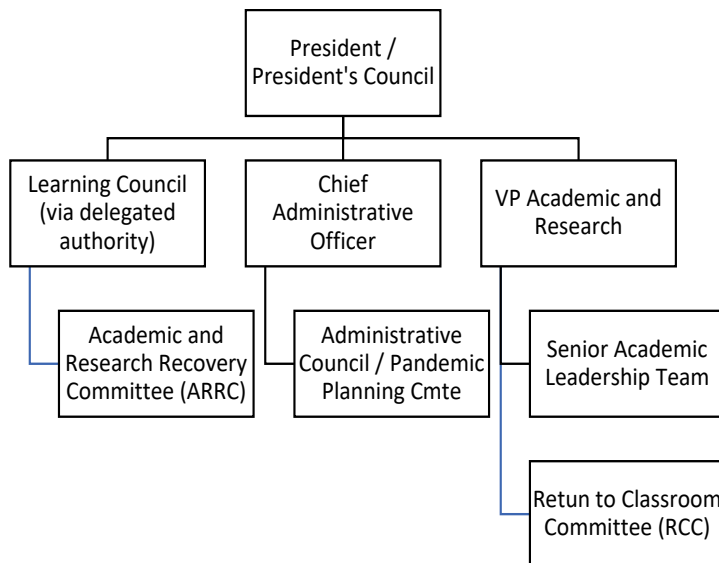 President /
President's Council
Learning Council
(via delegated
authority)
Chief
Administrative
Officer
VP Academic and
Research
Academic and
Research Recovery
Committee (ARRC)
Administrative
Council / Pandemic
Planning Cmte
Senior Academic
Leadership Team
Retun to Classroom
Committee (RCC)